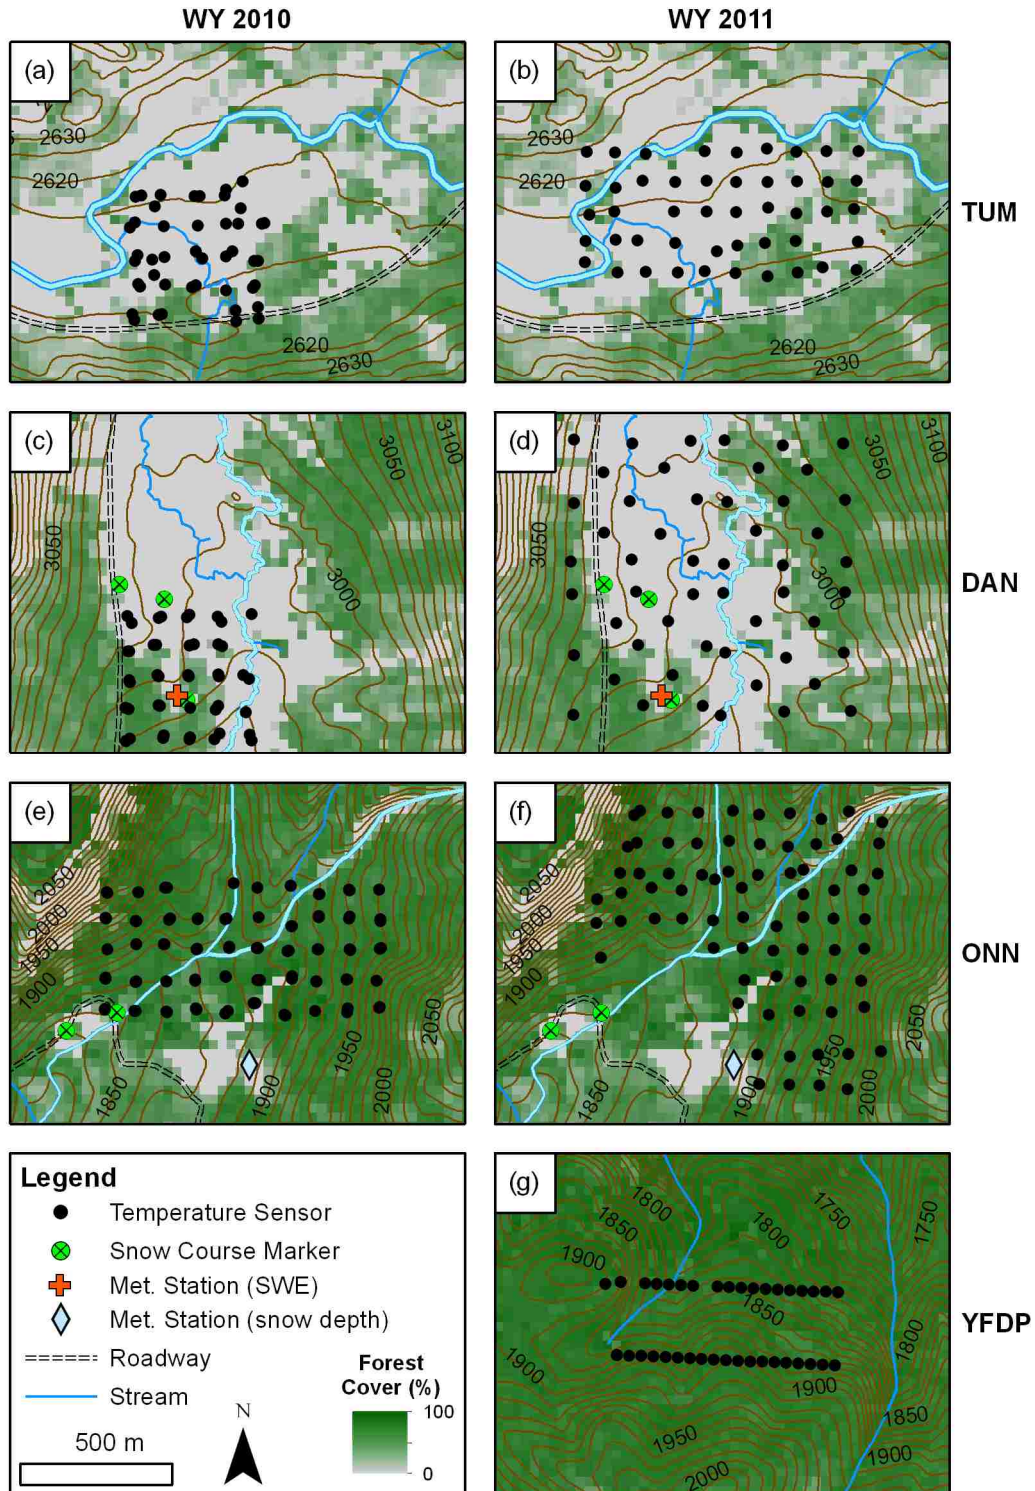 WY 2010
WY 2011
(a)
2630
2620
2620
2630
(b)
2630
2620
2620
2630
TUM
(c)
3050
3050
3100
3000
(d)
3050
3050
3100
3000
DAN
(e)
2050
2000
1950
1900
1850
1900
1950
2000
2050
(f)
2050
2000
1950
1900
1850
1900
1950
2000
2050
ONN
Legend
Temperature Sensor
Snow Course Marker
Met. Station (SWE)
Met. Station (snow depth)
Roadway
Stream
500 m
N
Forest
Cover (%)
100
0
(g)
1800
1850
1900
1800
1750
1750
1850
1800
1900
1900
1850
1900
1950
2000
YFDP